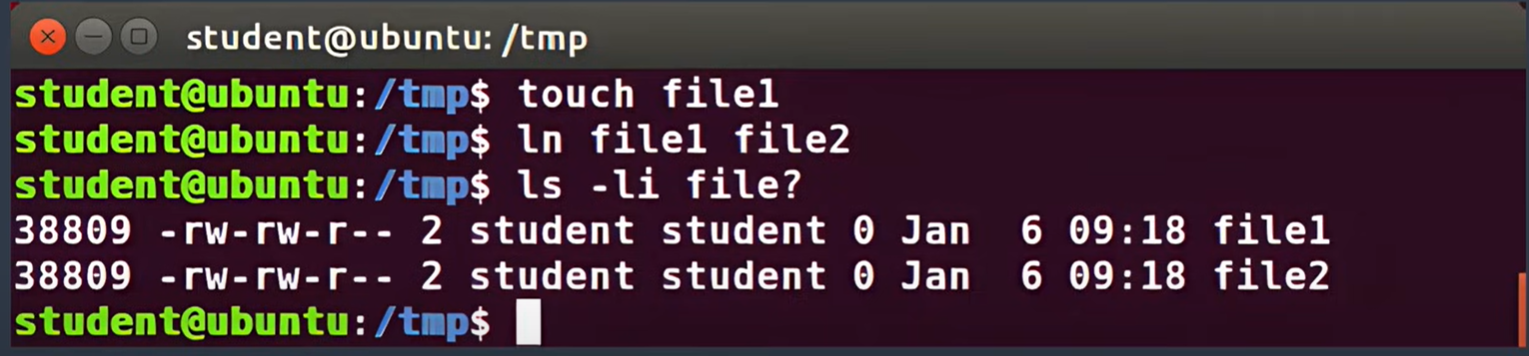 student@ubuntu: /tmp
student@ubuntu:/tmp$ touch file1
student@ubuntu:/tmp$ ln file1 file2
student@ubuntu:/tmp$ ls -li file?
38809 -rw-rw-r-- 2 student student 0 Jan  6 09:18 file1
38809 -rw-rw-r-- 2 student student 0 Jan  6 09:18 file2
student@ubuntu:/tmp$